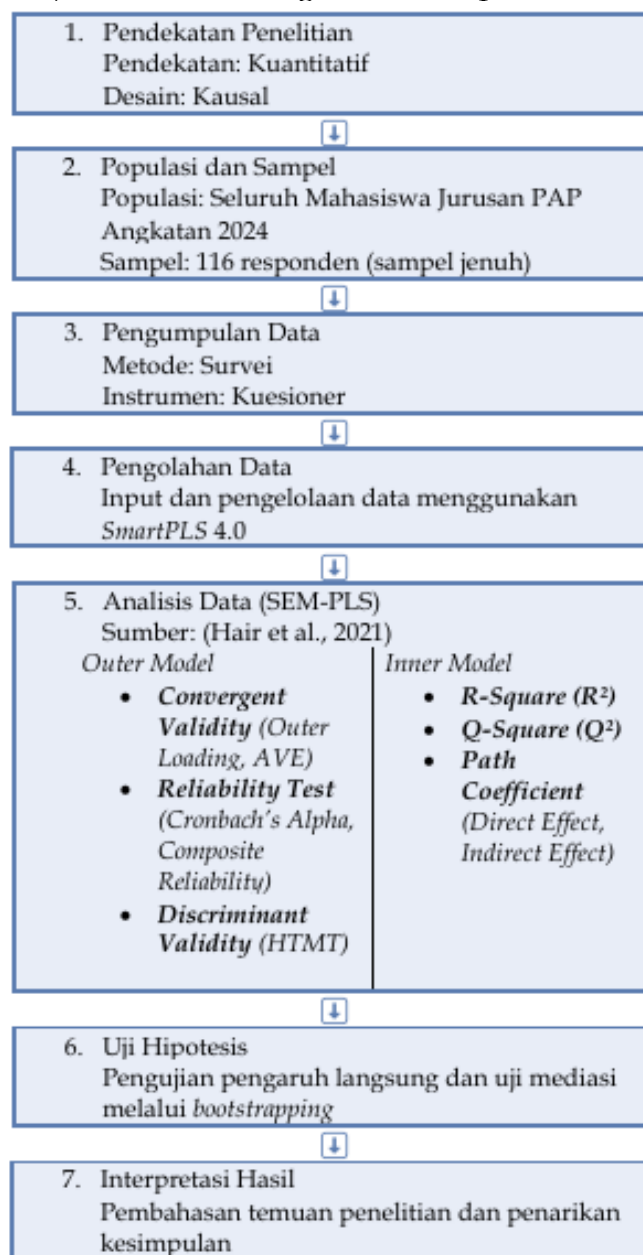 1. Pendekatan Penelitian
Pendekatan: Kuantitatif
Desain: Kausal
2. Populasi dan Sampel
Populasi: Seluruh Mahasiswa Jurusan PAP
Angkatan 2024
Sampel: 116 responden (sampel jenuh)
3. Pengumpulan Data
Metode: Survei
Instrumen: Kuesioner
4. Pengolahan Data
Input dan pengelolaan data menggunakan
SmartPLS 4.0
5. Analisis Data (SEM-PLS)
Sumber: (Hair et al., 2021)
Outer Model
• Convergent
Validity (Outer
Loading, AVE)
• Reliability Test
(Cronbach's Alpha,
Composite
Reliability)
• Discriminant
Validity (HTMT)
Inner Model
• R-Square (R²)
• Q-Square (Q²)
• Path
Coefficient
(Direct Effect,
Indirect Effect)
6. Uji Hipotesis
Pengujian pengaruh langsung dan uji mediasi
melalui bootstrapping
7. Interpretasi Hasil
Pembahasan temuan penelitian dan penarikan
kesimpulan